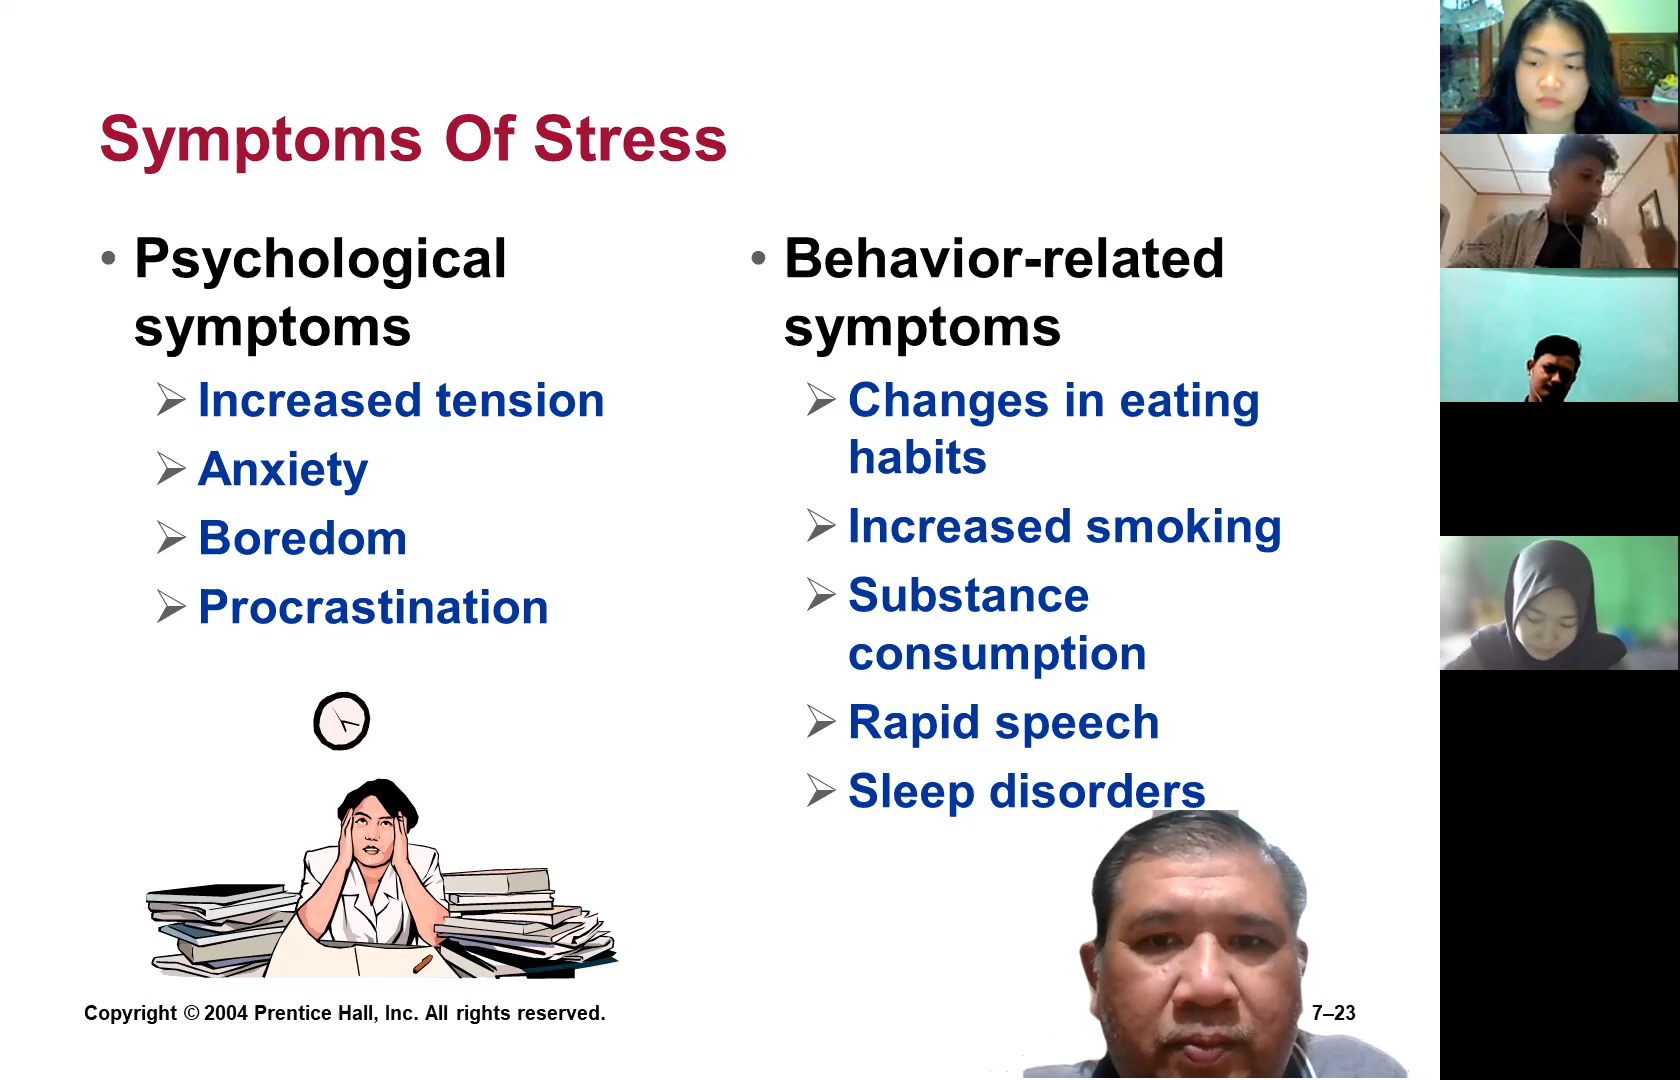 Symptoms Of Stress
• Psychological
symptoms
Increased tension
Anxiety
Boredom
Procrastination
• Behavior-related
symptoms
Changes in eating
habits
Increased smoking
Substance
consumption
Rapid speech
Sleep disorders
Copyright © 2004 Prentice Hall, Inc. All rights reserved.
7–23